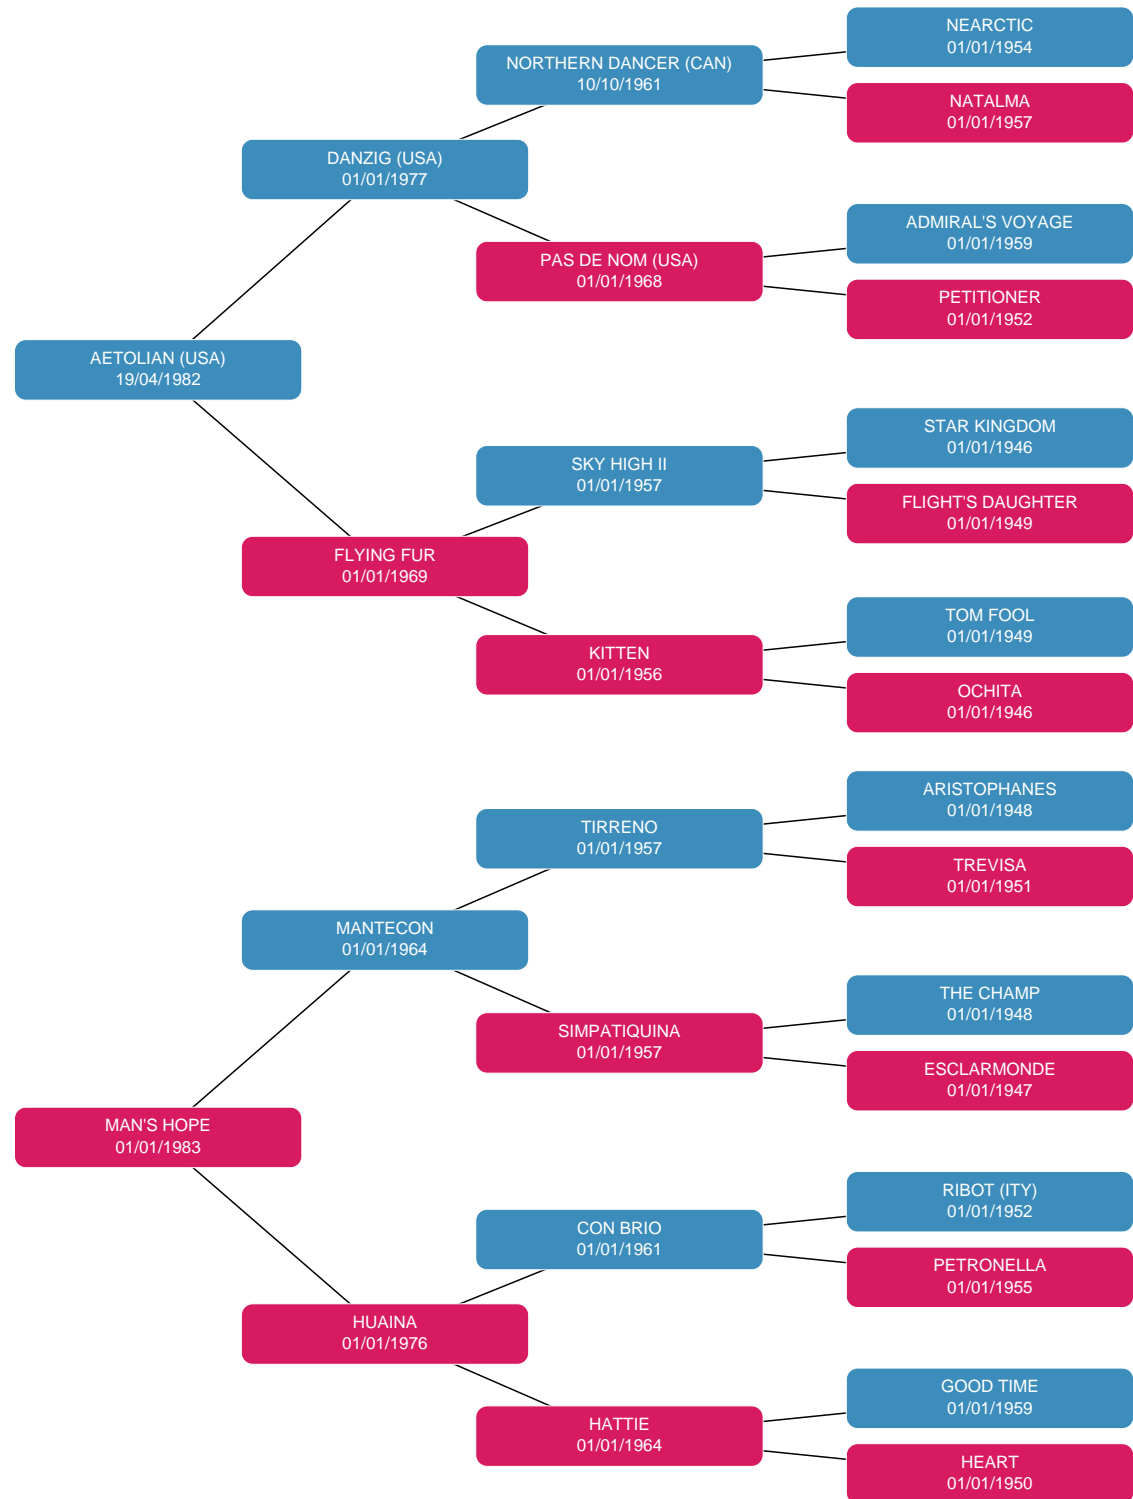 NEARCTIC
01/01/1954
NORTHERN DANCER (CAN)
10/10/1961
NATALMA
01/01/1957
DANZIG (USA)
01/01/1977
ADMIRAL'S VOYAGE
01/01/1959
PAS DE NOM (USA)
01/01/1968
PETITIONER
01/01/1952
AETOLIAN (USA)
19/04/1982
STAR KINGDOM
01/01/1946
SKY HIGH II
01/01/1957
FLIGHT'S DAUGHTER
01/01/1949
FLYING FUR
01/01/1969
TOM FOOL
01/01/1949
KITTEN
01/01/1956
OCHITA
01/01/1946
ARISTOPHANES
01/01/1948
TIRRENO
01/01/1957
TREVISA
01/01/1951
MANTECON
01/01/1964
THE CHAMP
01/01/1948
SIMPATIQUINA
01/01/1957
ESCLARMONDE
01/01/1947
MAN'S HOPE
01/01/1983
RIBOT (ITY)
01/01/1952
CON BRIO
01/01/1961
PETRONELLA
01/01/1955
HUAINA
01/01/1976
GOOD TIME
01/01/1959
HATTIE
01/01/1964
HEART
01/01/1950